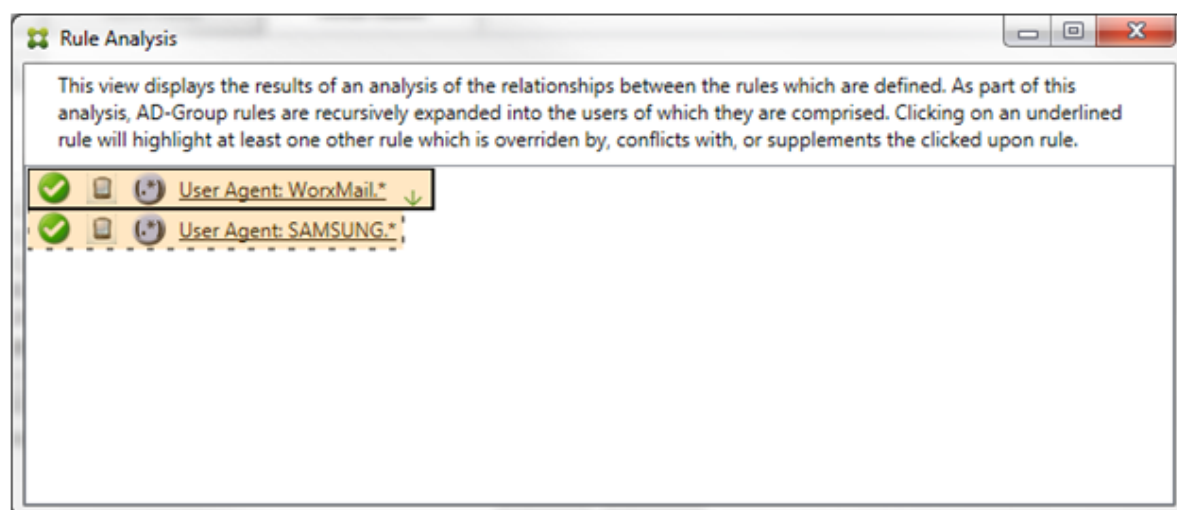 Rule Analysis
This view displays the results of an analysis of the relationships between the rules which are defined. As part of this
analysis, AD-Group rules are recursively expanded into the users of which they are comprised. Clicking on an underlined
rule will highlight at least one other rule which is overriden by, conflicts with, or supplements the clicked upon rule.
(.*) User Agent: WorxMail.*
(.*) User Agent: SAMSUNG.*